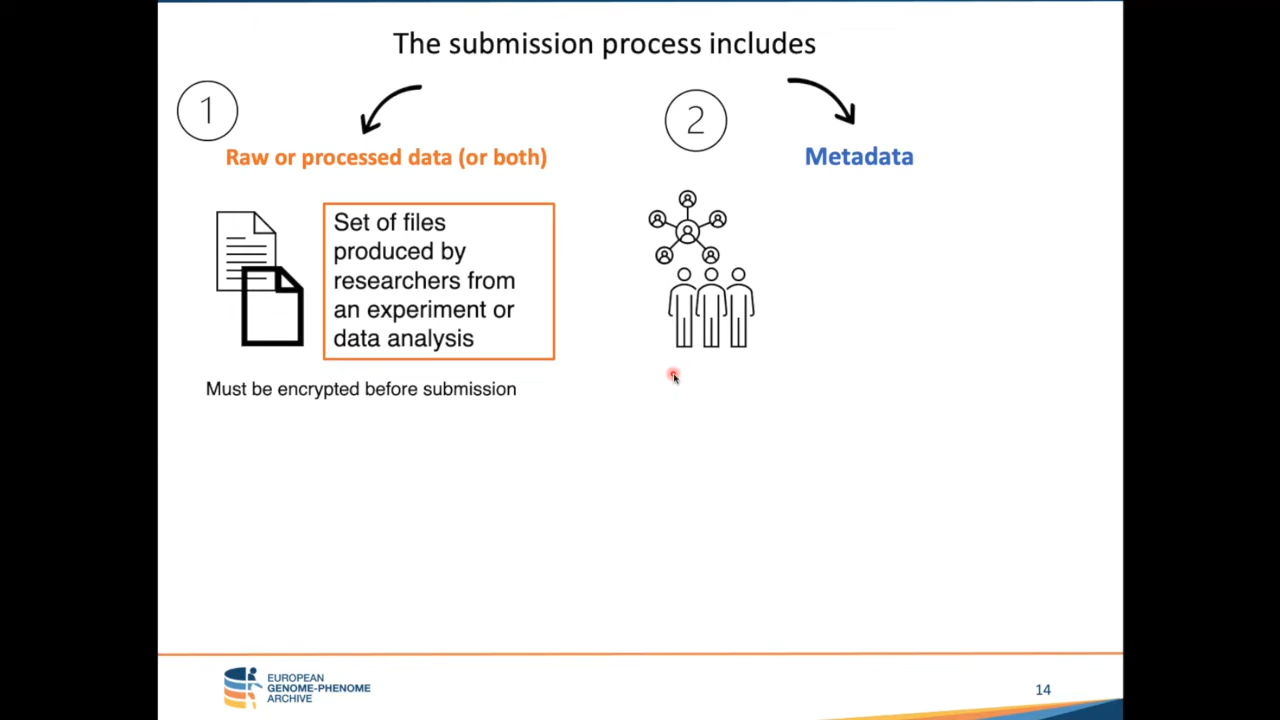 The submission process includes
1
Raw or processed data (or both)
Set of files
produced by
researchers from
an experiment or
data analysis
Must be encrypted before submission
2
Metadata
EUROPEAN
GENOME-PHENOME
ARCHIVE
14